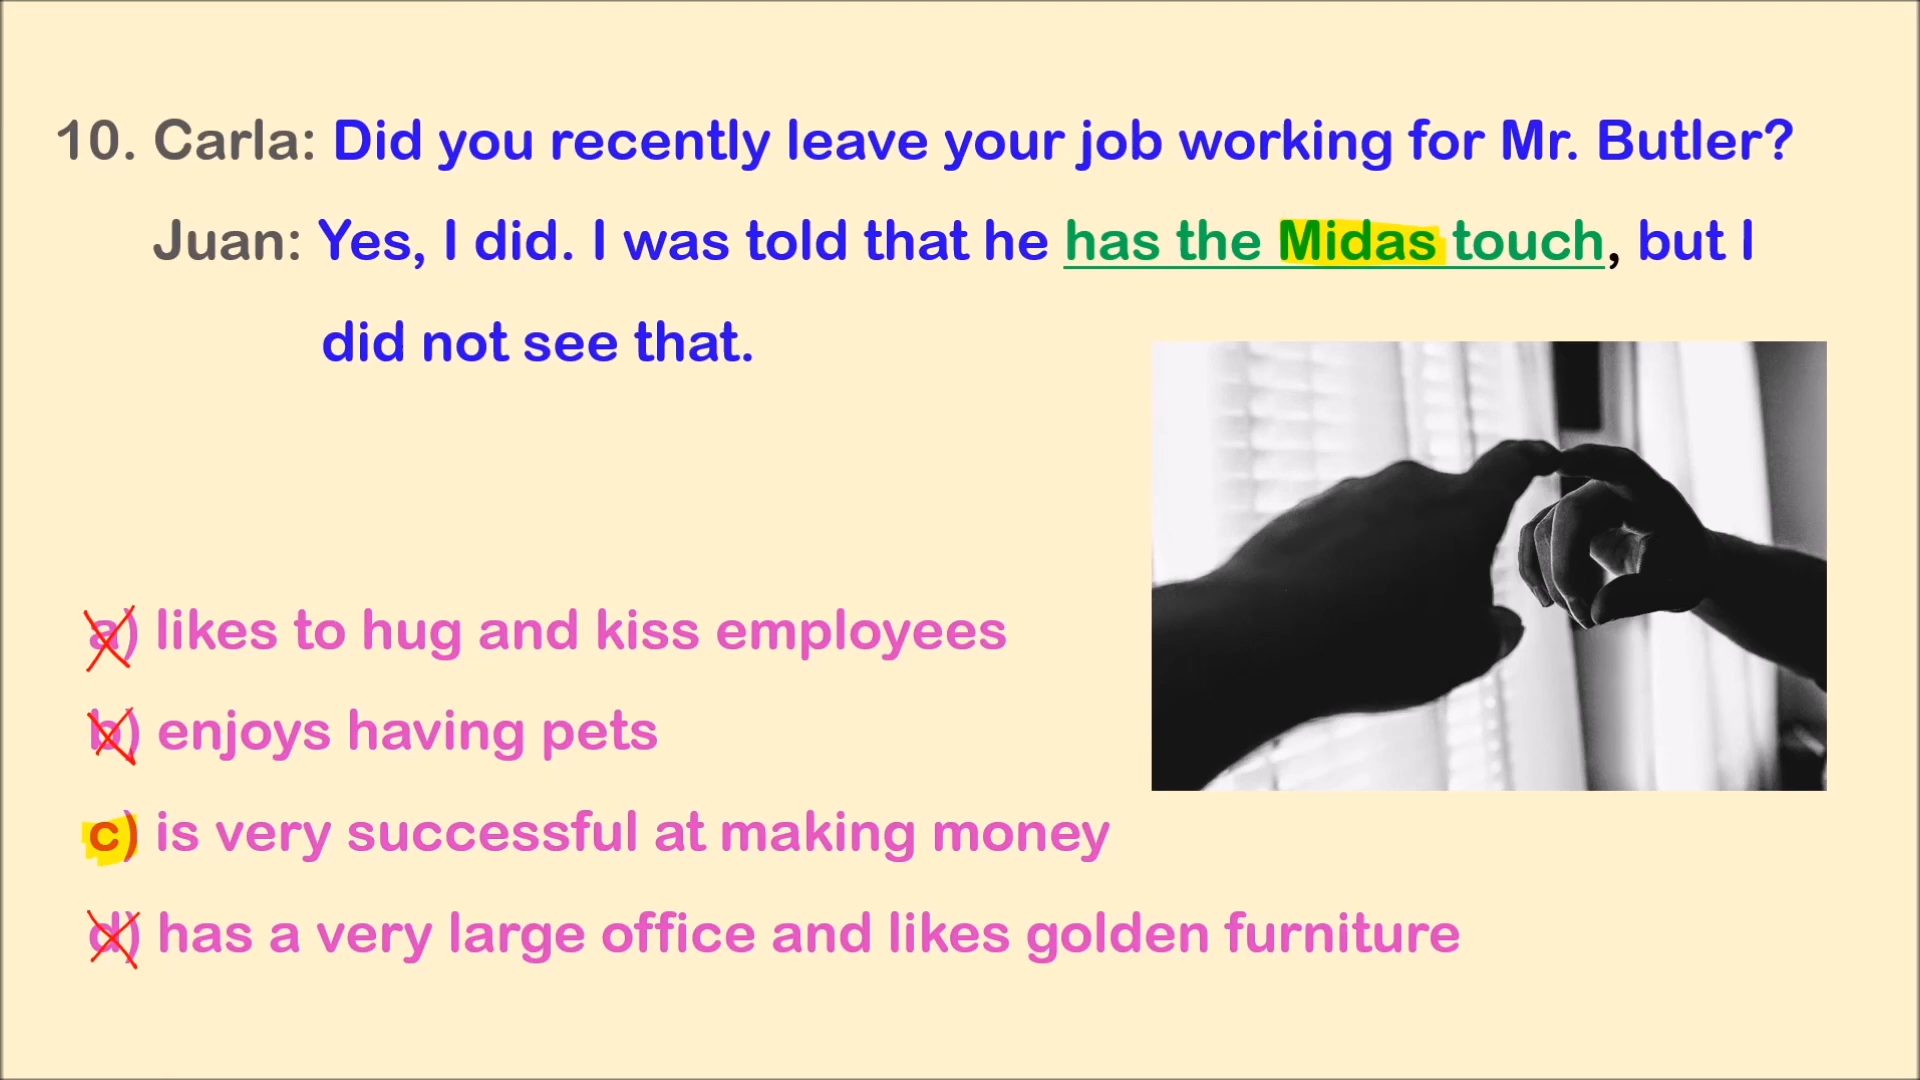 10. Carla: Did you recently leave your job working for Mr. Butler?
Juan: Yes, I did. I was told that he has the Midas touch, but I
did not see that.
a) likes to hug and kiss employees
b) enjoys having pets
c) is very successful at making money
d) has a very large office and likes golden furniture